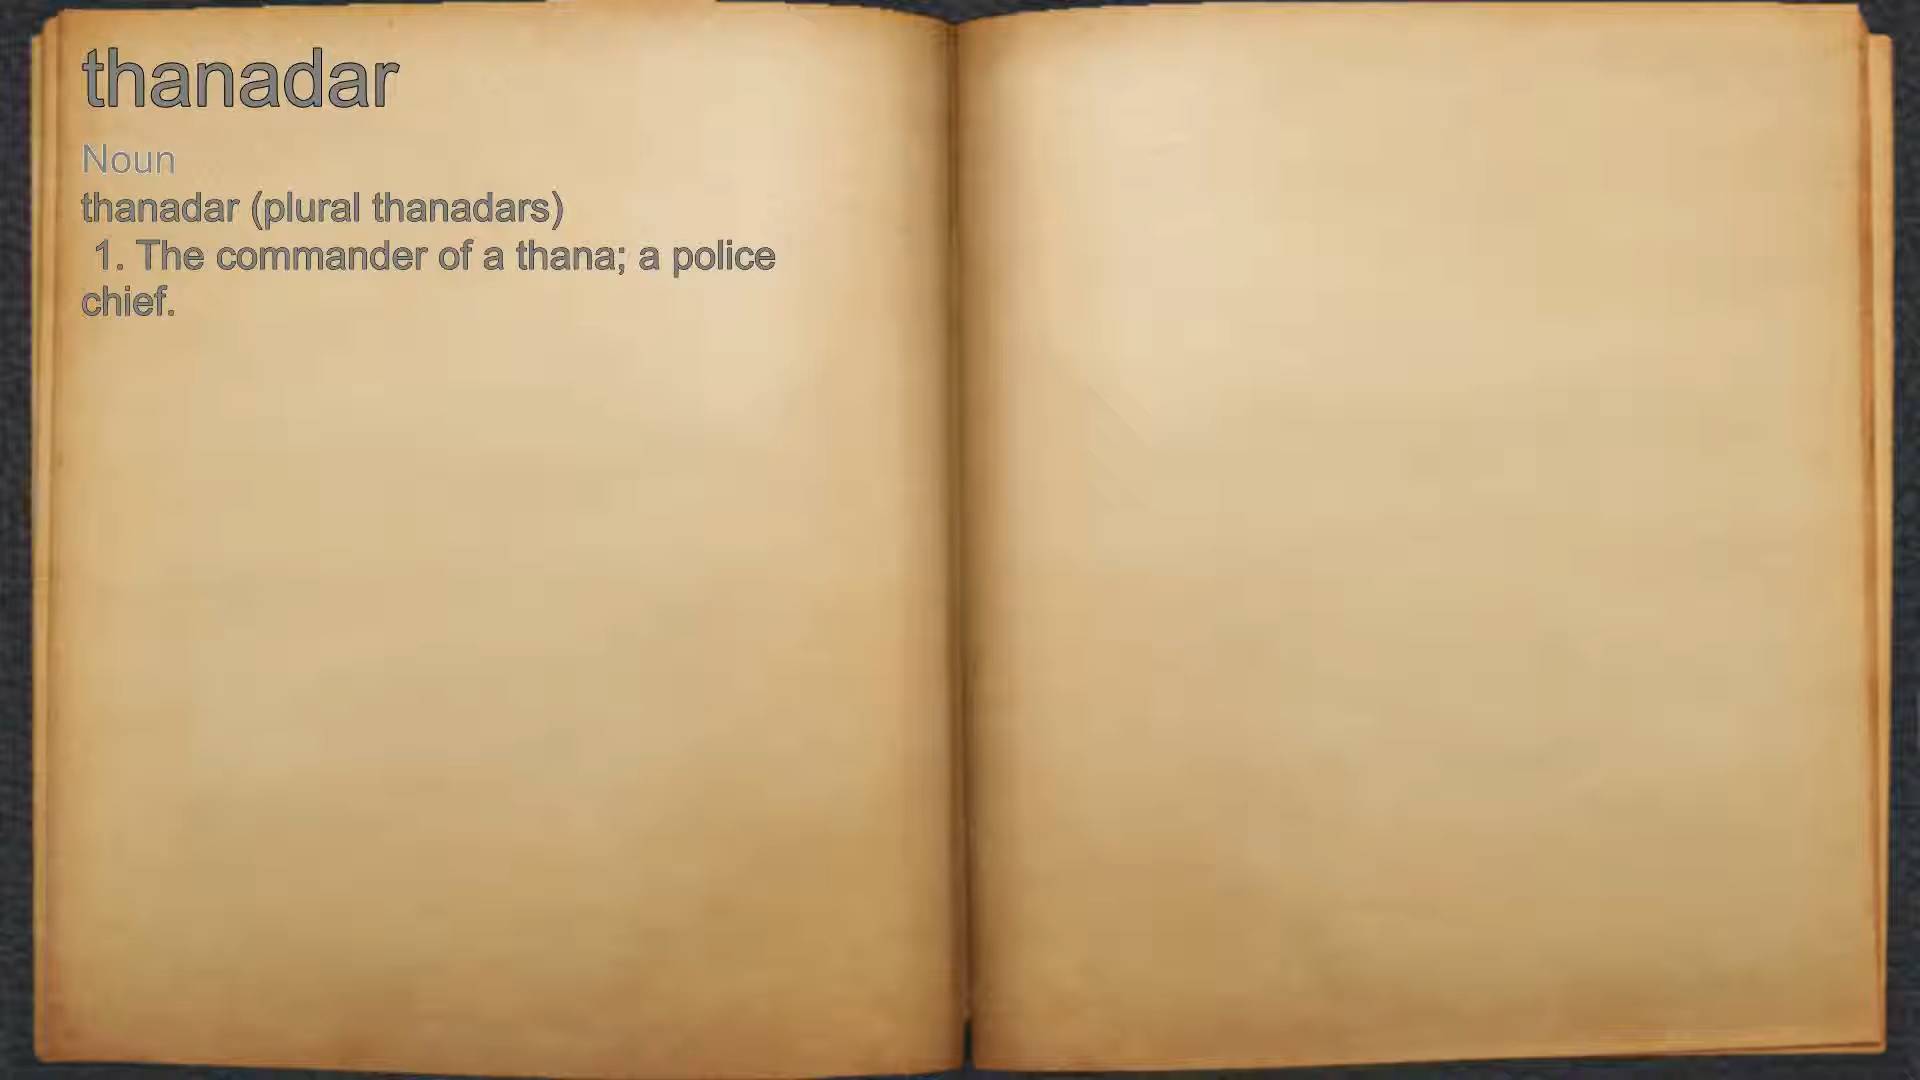 thanadar
Noun
thanadar (plural thanadars)
1. The commander of a thana; a police
chief.